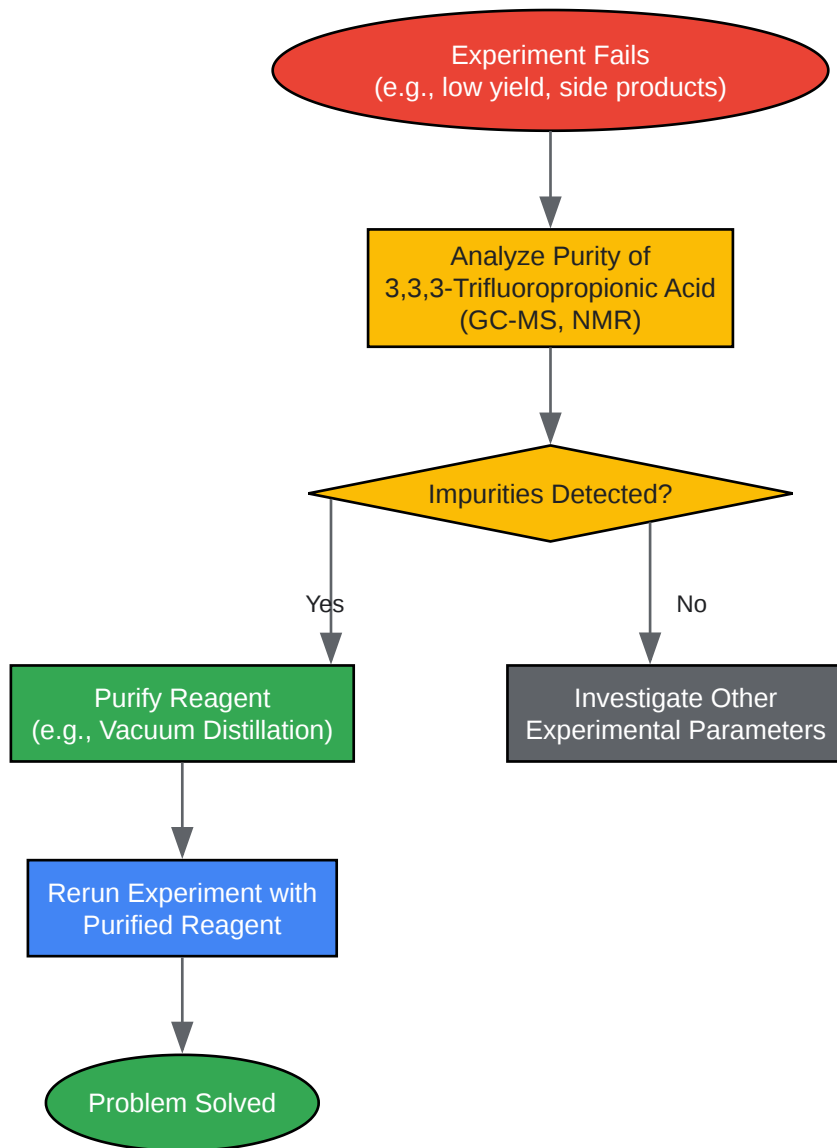 Experiment Fails
(e.g., low yield, side products)
Analyze Purity of
3,3,3-Trifluoropropionic Acid
(GC-MS, NMR)
Impurities Detected?
Yes
No
Purify Reagent
(e.g., Vacuum Distillation)
Investigate Other
Experimental Parameters
Rerun Experiment with
Purified Reagent
Problem Solved